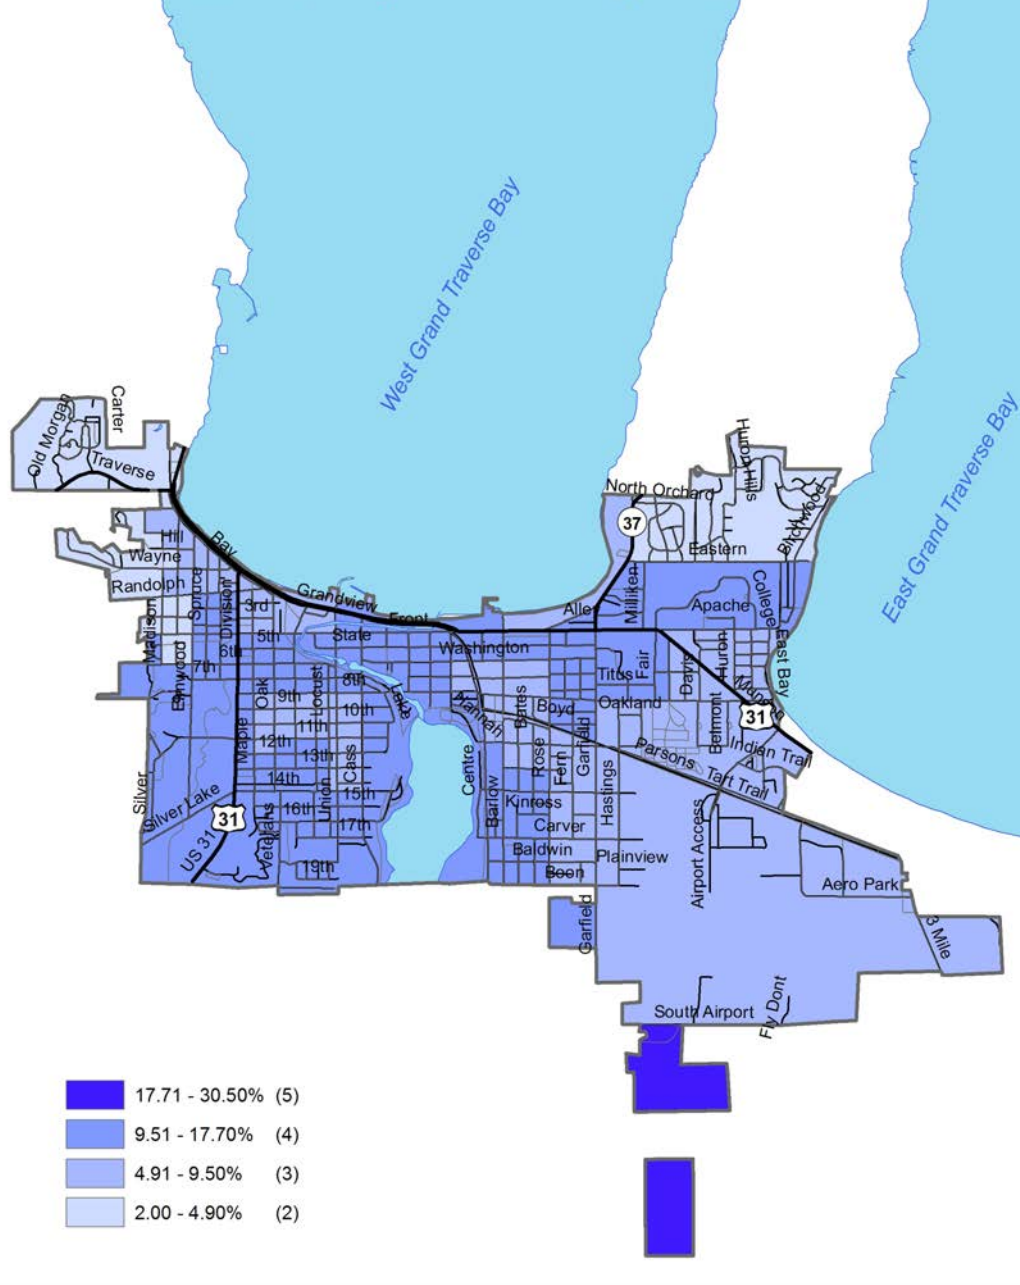 West Grand Traverse Bay
East Grand Traverse Bay
Carter
Old Morgan
Traverse
Huron Hills
North Orchard
Birchwood
37
Hill
Bay
Wayne
Eastern
Randolph
Spruce
Division
Grandview
Milliken
College
3rd
Front
Apache
Madison
5th
State
6th
Washington
Huron
East Bay
7th
Elmwood
8th
Titus
Fair
Davis
Munson
Oak
9th
Locust
Lake
Hannah
Bates
Boyd
Oakland
10th
31
11th
Belmont
Maple
12th
13th
Cass
Centre
Rose
Fern
Garfield
Parsons
Indian Trail
14th
Tart Trail
Silver
Silver Lake
15th
Union
Barlow
Kinross
Hastings
16th
17th
31
Veterans
Carver
Airport Access
US 31
Baldwin
Plainview
19th
Boon
Aero Park
Garfield
3 Mile
South Airport
Fly Dont
17.71 - 30.50% (5)
9.51 - 17.70% (4)
4.91 - 9.50% (3)
2.00 - 4.90% (2)